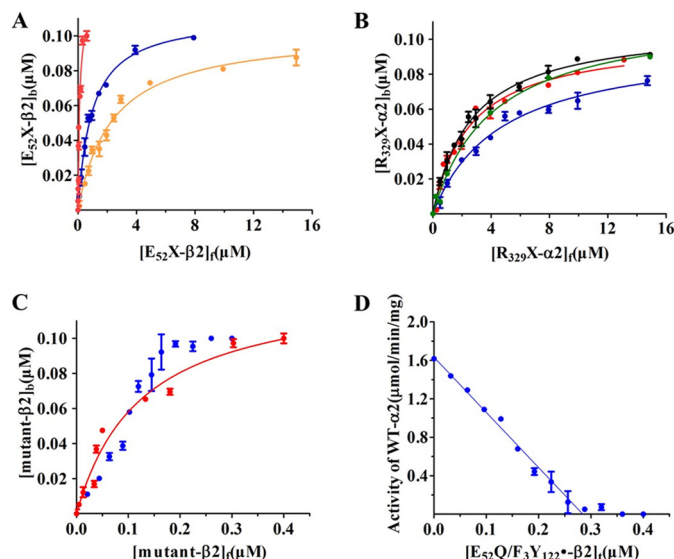 A
[E₅₂X-β2]b(μM)
0.10
0.08
0.06
0.04
0.02
0 4 8 12 16
[E₅₂X-β2]f(μM)
B
[R₃₂₉X-α2]b(μM)
0.10
0.08
0.06
0.04
0.02
0 4 8 12 16
[R₃₂₉X-α2]f(μM)
C
[mutant-β2]b(μM)
0.10
0.08
0.06
0.04
0.02
0.0 0.1 0.2 0.3 0.4
[mutant-β2]f(μM)
D
Activity of WT-α2(μmol/min/mg)
2.0
1.6
1.2
0.8
0.4
0.0 0.1 0.2 0.3 0.4
[E₅₂Q/F₃Y₁₂₂•-β2]t(μM)